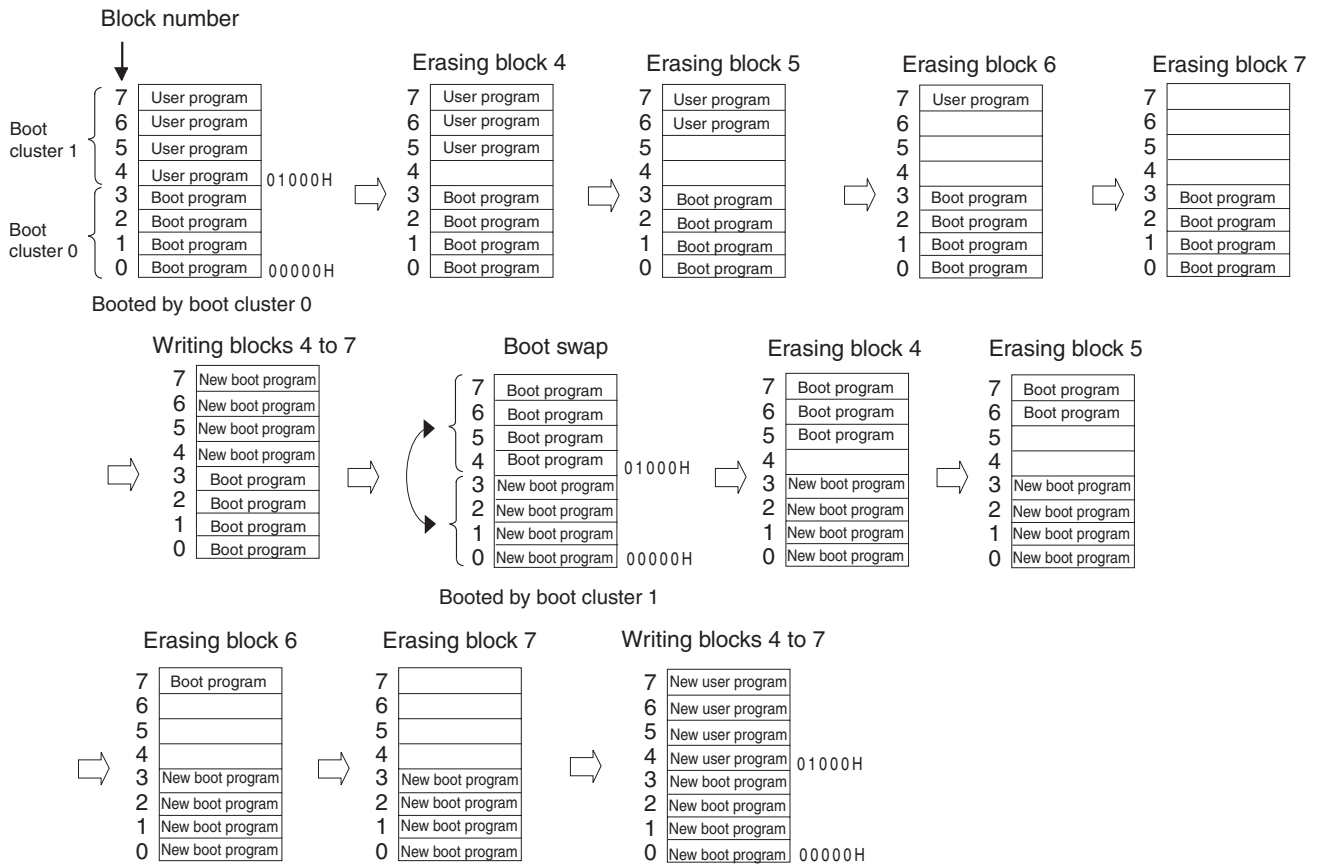 Block number
Erasing block 4
Erasing block 5
Erasing block 6
Erasing block 7
Boot cluster 1
Boot cluster 0
7 User program
6 User program
5 User program
4 User program 01000H
3 Boot program
2 Boot program
1 Boot program
0 Boot program 00000H
Booted by boot cluster 0
7 User program
6 User program
5 User program
4
3 Boot program
2 Boot program
1 Boot program
0 Boot program
7 User program
6 User program
5
4
3 Boot program
2 Boot program
1 Boot program
0 Boot program
7 User program
6
5
4
3 Boot program
2 Boot program
1 Boot program
0 Boot program
7
6
5
4
3 Boot program
2 Boot program
1 Boot program
0 Boot program
Writing blocks 4 to 7
7 New boot program
6 New boot program
5 New boot program
4 New boot program
3 Boot program
2 Boot program
1 Boot program
0 Boot program
Boot swap
7 Boot program
6 Boot program
5 Boot program
4 Boot program 01000H
3 New boot program
2 New boot program
1 New boot program
0 New boot program 00000H
Booted by boot cluster 1
Erasing block 4
7 Boot program
6 Boot program
5 Boot program
4
3 New boot program
2 New boot program
1 New boot program
0 New boot program
Erasing block 5
7 Boot program
6 Boot program
5
4
3 New boot program
2 New boot program
1 New boot program
0 New boot program
Erasing block 6
7 Boot program
6
5
4
3 New boot program
2 New boot program
1 New boot program
0 New boot program
Erasing block 7
7
6
5
4
3 New boot program
2 New boot program
1 New boot program
0 New boot program
Writing blocks 4 to 7
7 New user program
6 New user program
5 New user program
4 New user program 01000H
3 New boot program
2 New boot program
1 New boot program
0 New boot program 00000H